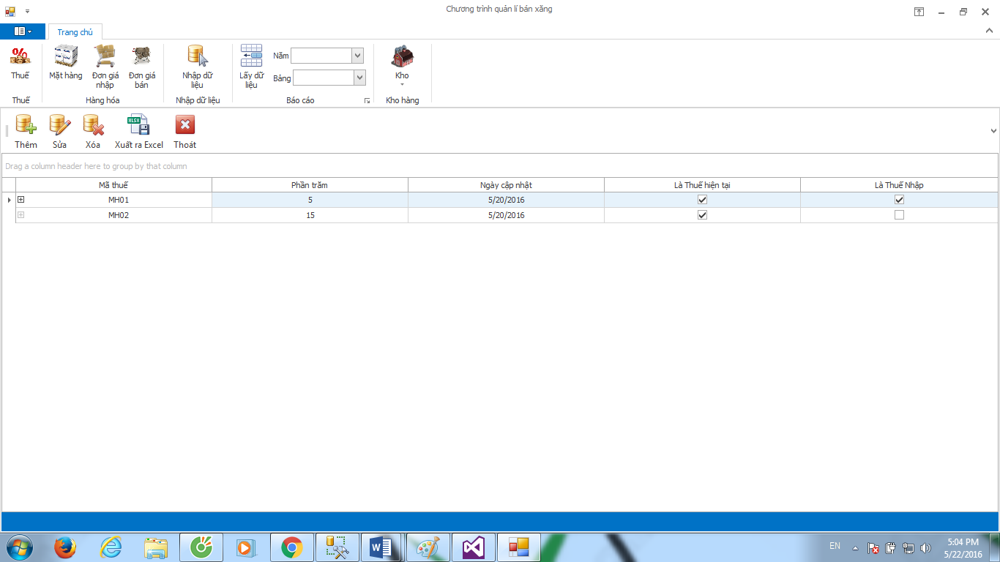 Chương trình quản lí bán xăng
Trang chủ
Thuế
Mặt hàng
Đơn giá nhập
Đơn giá bán
Nhập dữ liệu
Lấy dữ liệu
Năm
Bảng
Kho
Thuế
Hàng hóa
Nhập dữ liệu
Báo cáo
Kho hàng
Thêm
Sửa
Xóa
XLSX
Xuất ra Excel
Thoát
Drag a column header here to group by that column
Mã thuế Phần trăm Ngày cập nhật Là Thuế hiện tại Là Thuế Nhập
MH01 5 5/20/2016
MH02 15 5/20/2016
EN
5:04 PM
5/22/2016